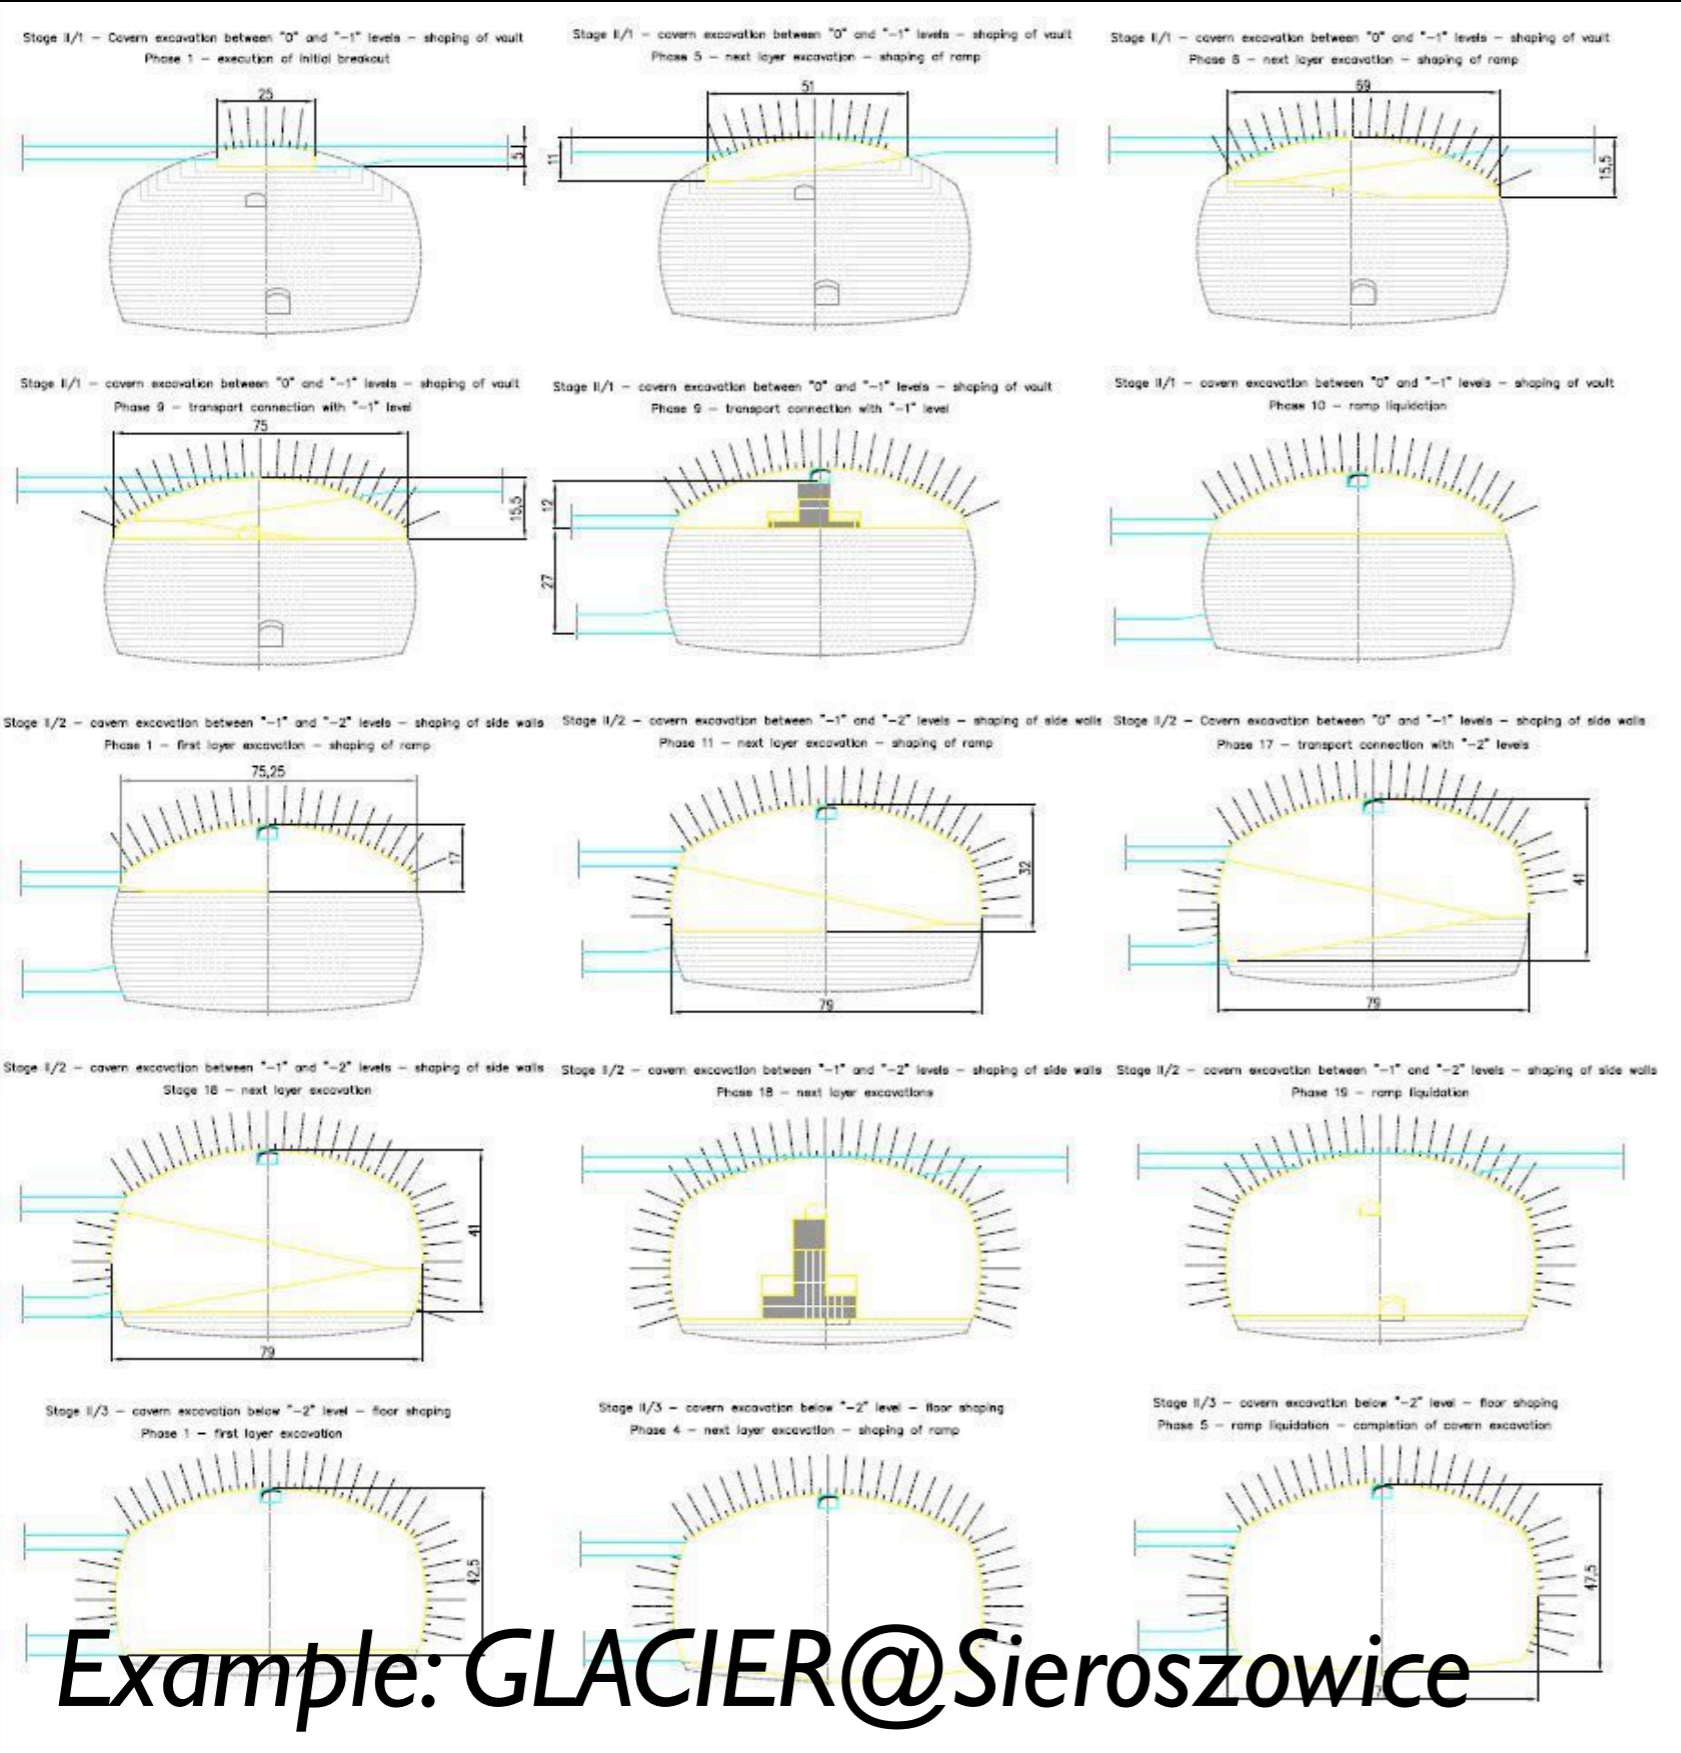 Stage II/1 – Cavern excavation between "0" and "-1" levels – shaping of vault
Phase 1 – execution of initial breakout
25
5
Stage II/1 – cavern excavation between "0" and "-1" levels – shaping of vault
Phase 5 – next layer excavation – shaping of ramp
51
11
Stage II/1 – cavern excavation between "0" and "-1" levels – shaping of vault
Phase 8 – next layer excavation – shaping of ramp
69
15,5
Stage II/1 – cavern excavation between "0" and "-1" levels – shaping of vault
Phase 9 – transport connection with "-1" level
75
15,5
Stage II/1 – cavern excavation between "0" and "-1" levels – shaping of vault
Phase 9 – transport connection with "-1" level
12
27
Stage II/1 – cavern excavation between "0" and "-1" levels – shaping of vault
Phase 10 – ramp liquidation
Stage II/2 – cavern excavation between "-1" and "-2" levels – shaping of side walls
Phase 1 – first layer excavation – shaping of ramp
75,25
17
Stage II/2 – cavern excavation between "-1" and "-2" levels – shaping of side walls
Phase 11 – next layer excavation – shaping of ramp
32
79
Stage II/2 – Cavern excavation between "0" and "-1" levels – shaping of side walls
Phase 17 – transport connection with "-2" levels
41
79
Stage II/2 – cavern excavation between "-1" and "-2" levels – shaping of side walls
Stage 18 – next layer excavation
41
79
Stage II/2 – cavern excavation between "-1" and "-2" levels – shaping of side walls
Phase 18 – next layer excavations
Stage II/2 – cavern excavation between "-1" and "-2" levels – shaping of side walls
Phase 19 – ramp liquidation
Stage II/3 – cavern excavation below "-2" level – floor shaping
Phase 1 – first layer excavation
42,5
Stage II/3 – cavern excavation below "-2" level – floor shaping
Phase 4 – next layer excavation – shaping of ramp
Stage II/3 – cavern excavation below "-2" level – floor shaping
Phase 5 – ramp liquidation – completion of cavern excavation
47,5
Example: GLACIER@Sieroszowice